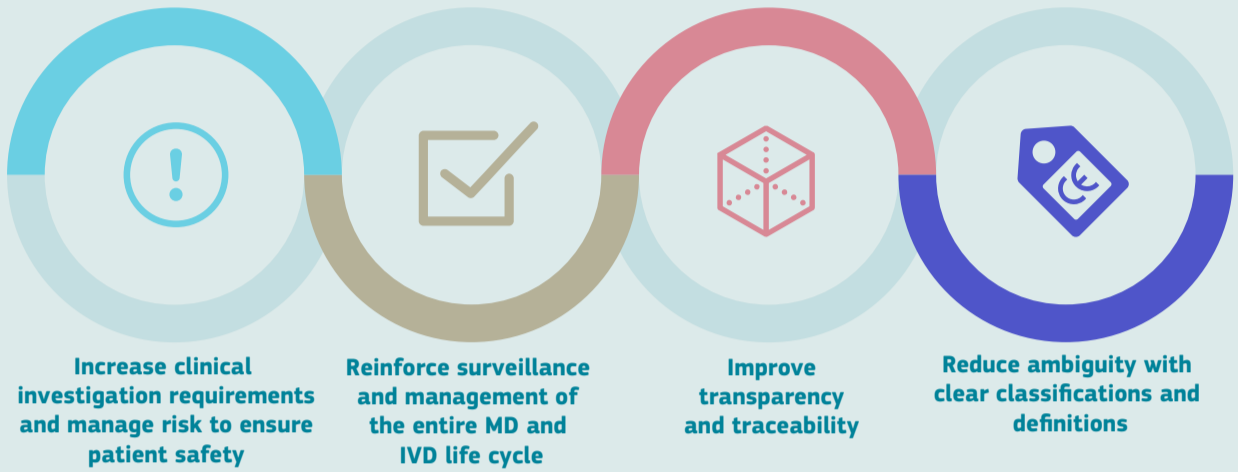 CE
Increase clinical
investigation requirements
and manage risk to ensure
patient safety
Reinforce surveillance
and management of
the entire MD and
IVD life cycle
Improve
transparency
and traceability
Reduce ambiguity with
clear classifications and
definitions